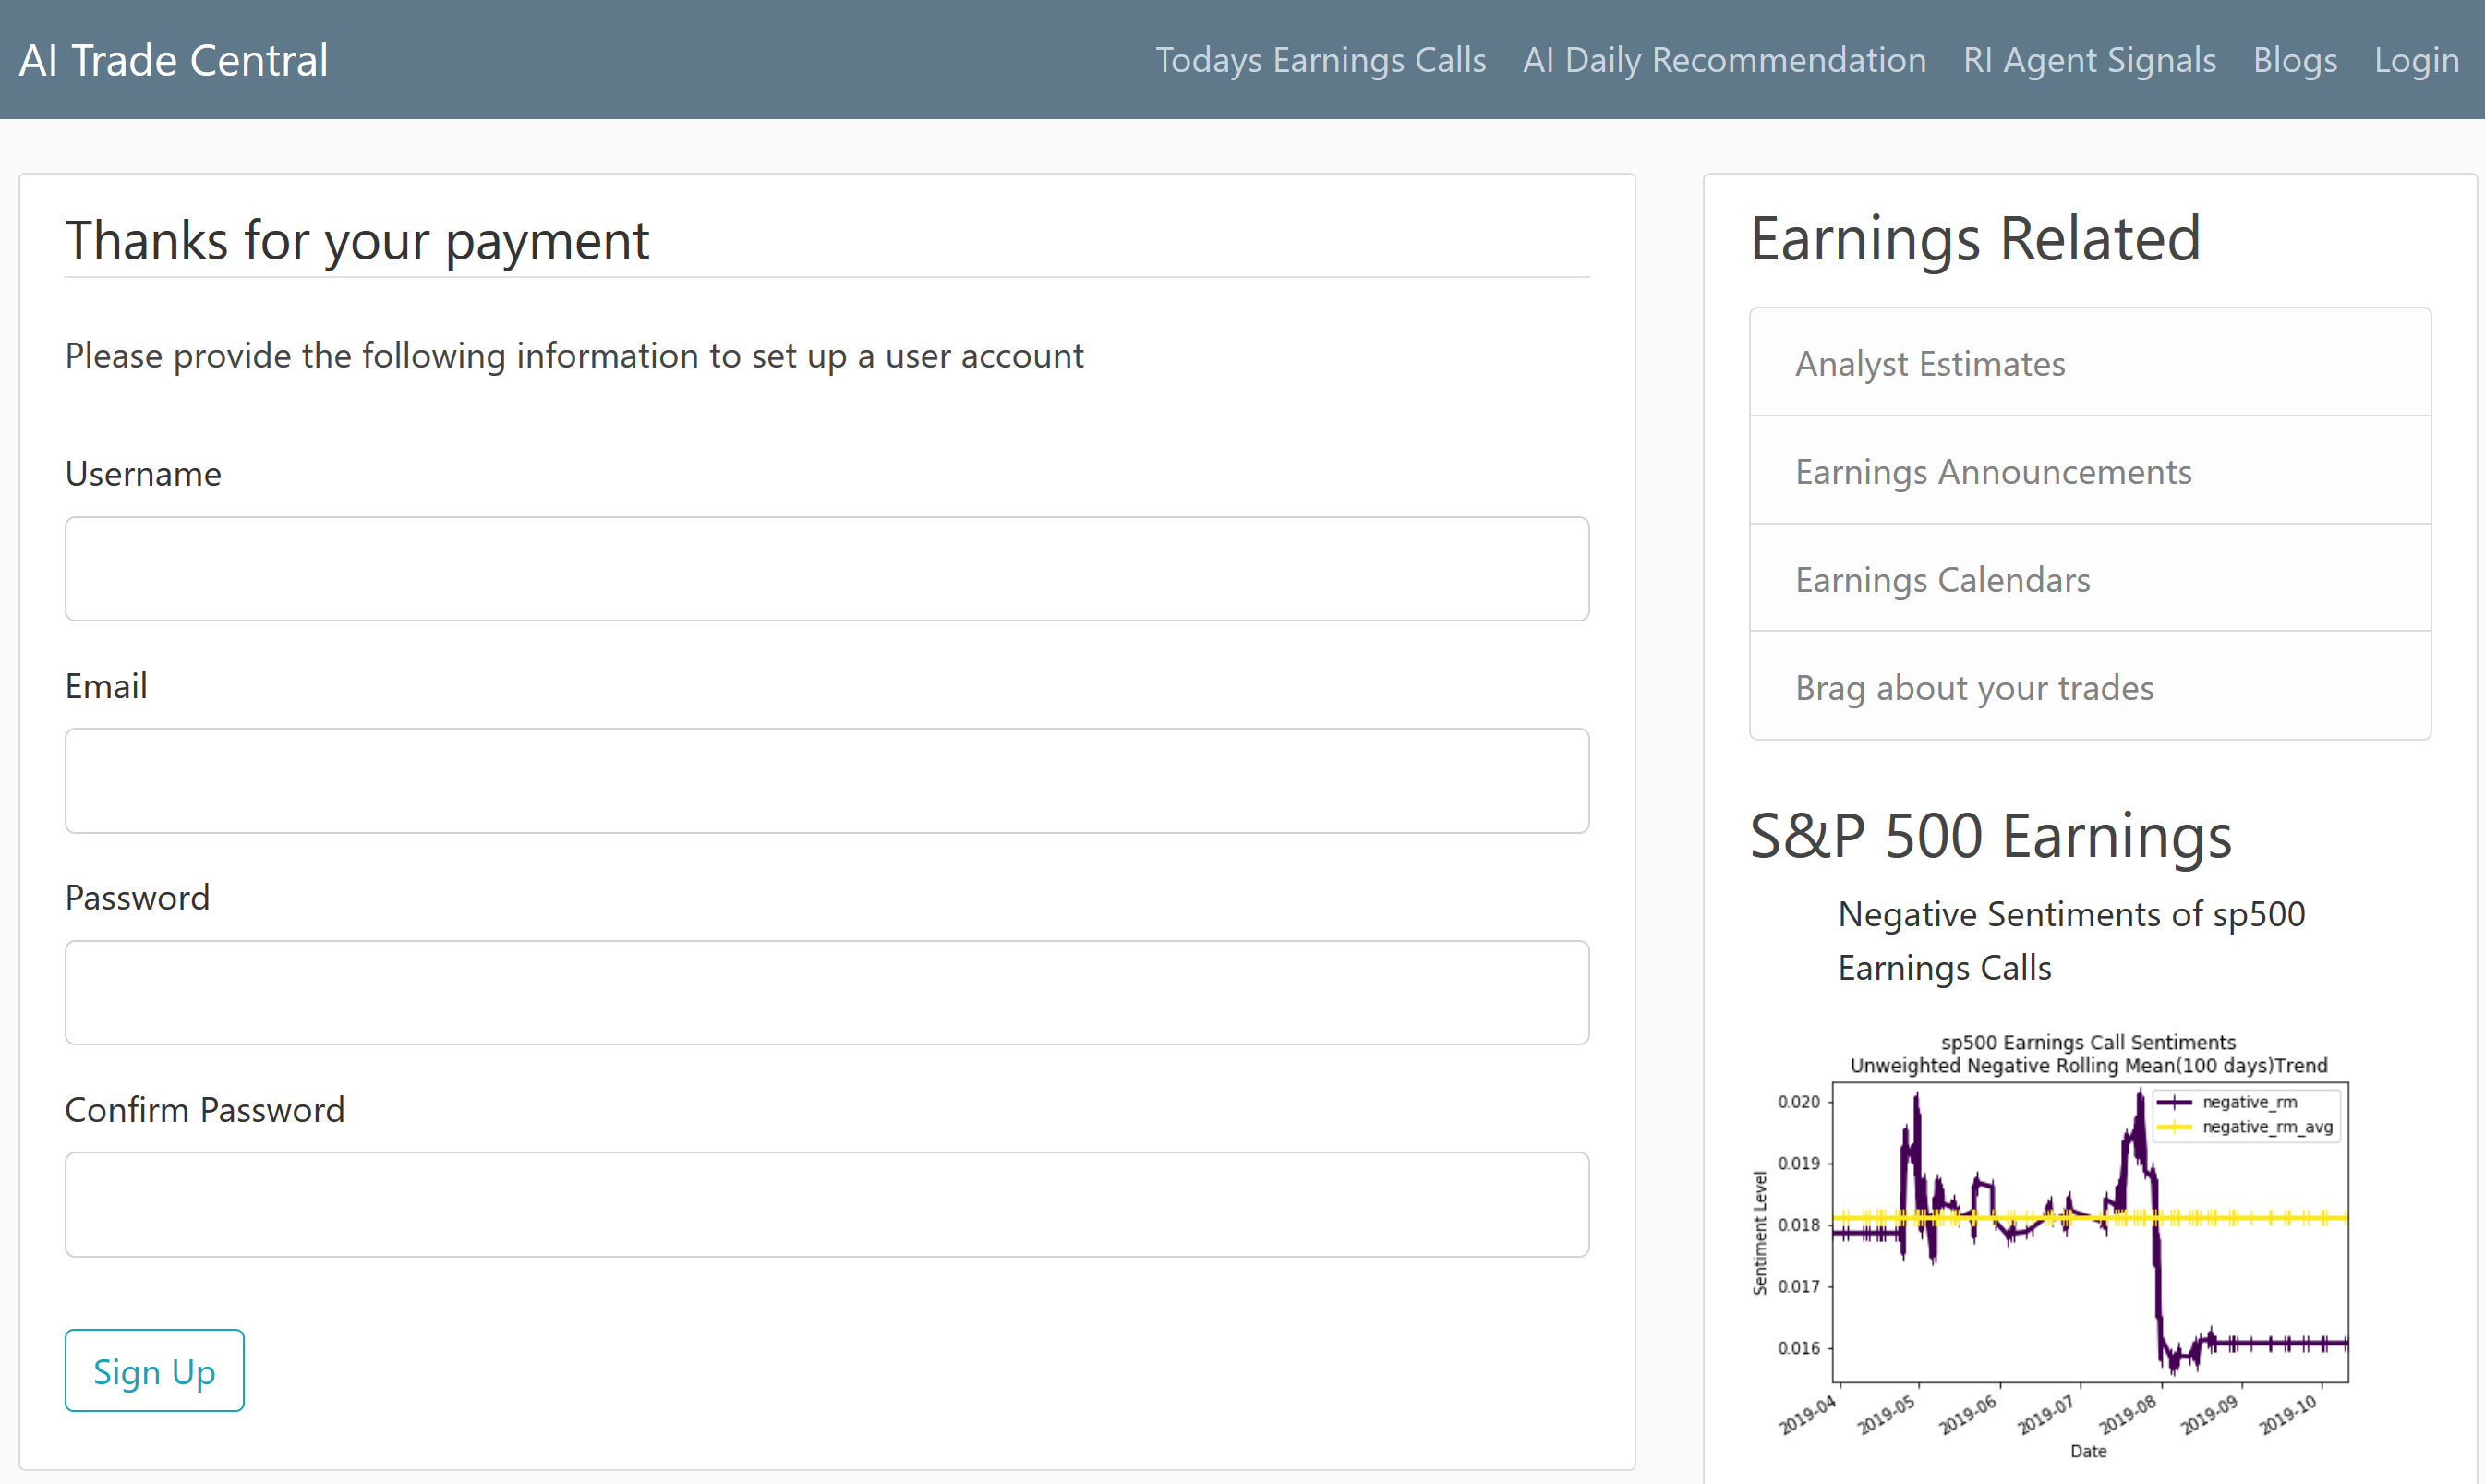 AI Trade Central
Todays Earnings Calls
AI Daily Recommendation
RI Agent Signals
Blogs
Login
Thanks for your payment
Please provide the following information to set up a user account
Username
Email
Password
Confirm Password
Sign Up
Earnings Related
Analyst Estimates
Earnings Announcements
Earnings Calendars
Brag about your trades
S&P 500 Earnings
Negative Sentiments of sp500
Earnings Calls
sp500 Earnings Call Sentiments
Unweighted Negative Rolling Mean(100 days)Trend
negative_rm
negative_rm_avg
Sentiment Level
0.020
0.019
0.018
0.017
0.016
2019-04
2019-05
2019-06
2019-07
2019-08
2019-09
2019-10
Date